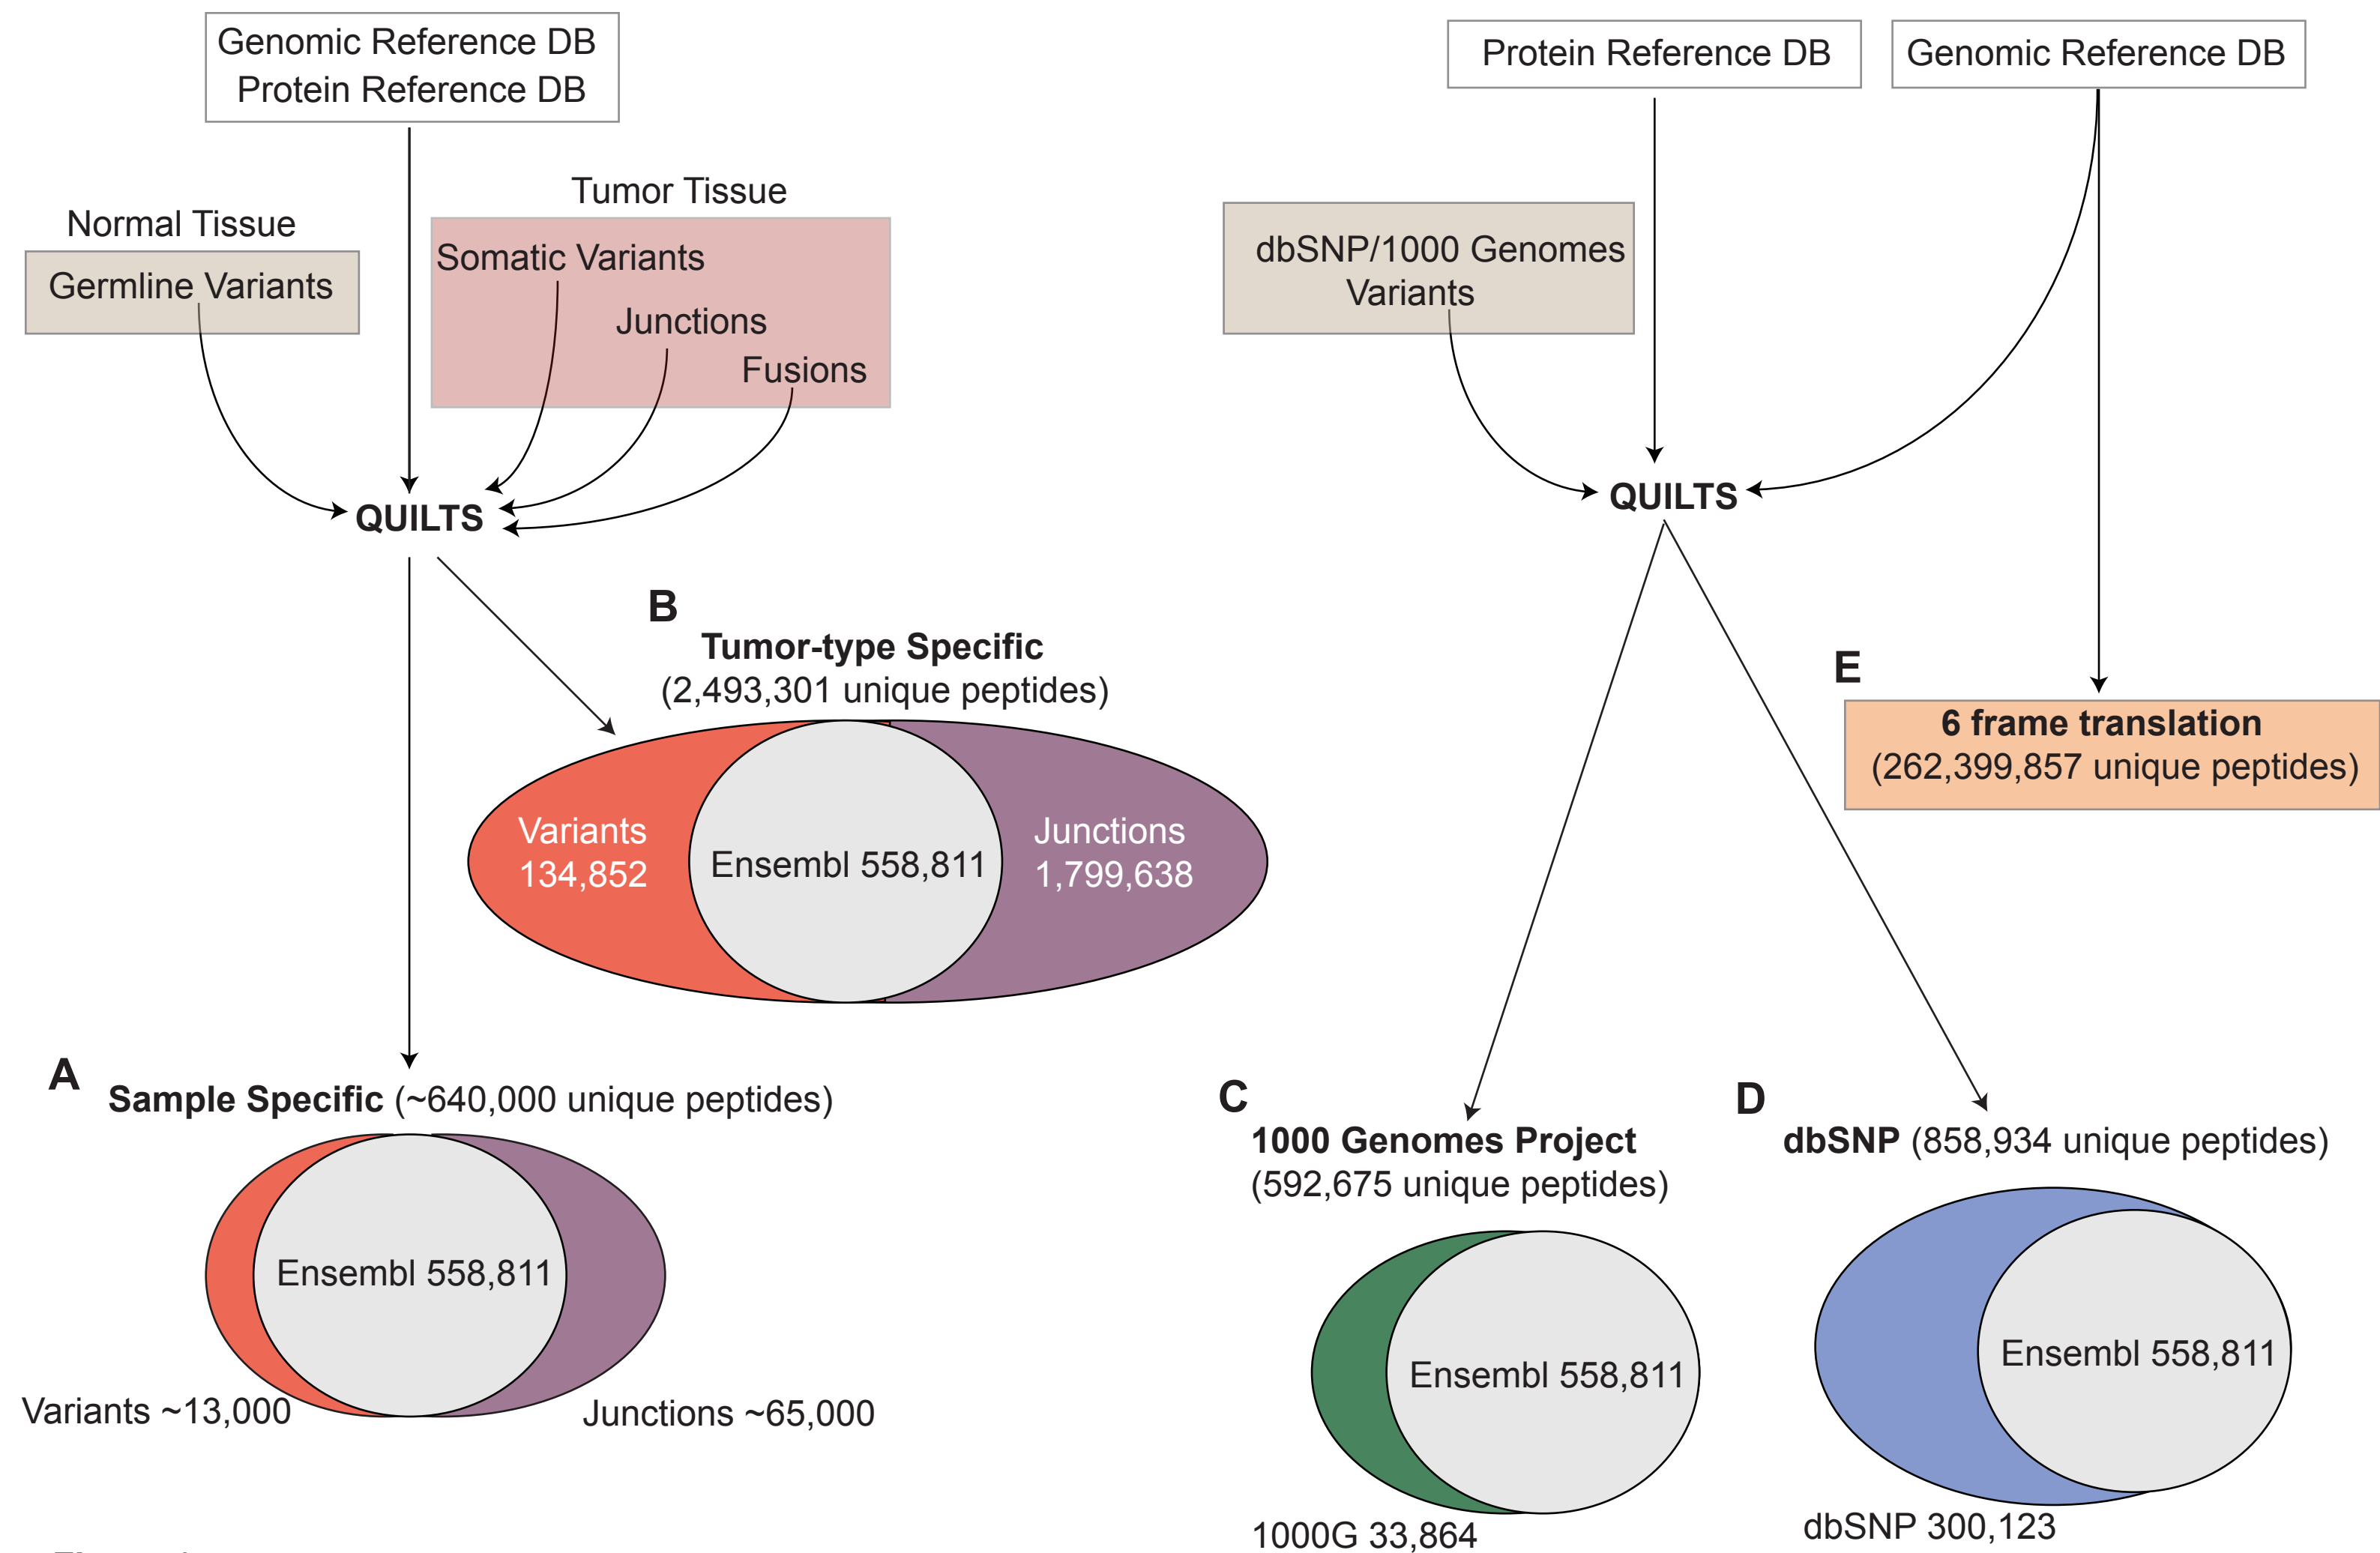 Genomic Reference DB
Protein Reference DB
Protein Reference DB
Genomic Reference DB
Tumor Tissue
Normal Tissue
Somatic Variants
Germline Variants
Junctions
Fusions
dbSNP/1000 Genomes
Variants
QUILTS
QUILTS
B
Tumor-type Specific
(2,493,301 unique peptides)
Variants
134,852
Ensembl 558,811
Junctions
1,799,638
E
6 frame translation
(262,399,857 unique peptides)
A
Sample Specific (~640,000 unique peptides)
Ensembl 558,811
Variants ~13,000
Junctions ~65,000
C
1000 Genomes Project
(592,675 unique peptides)
Ensembl 558,811
1000G 33,864
D
dbSNP (858,934 unique peptides)
Ensembl 558,811
dbSNP 300,123